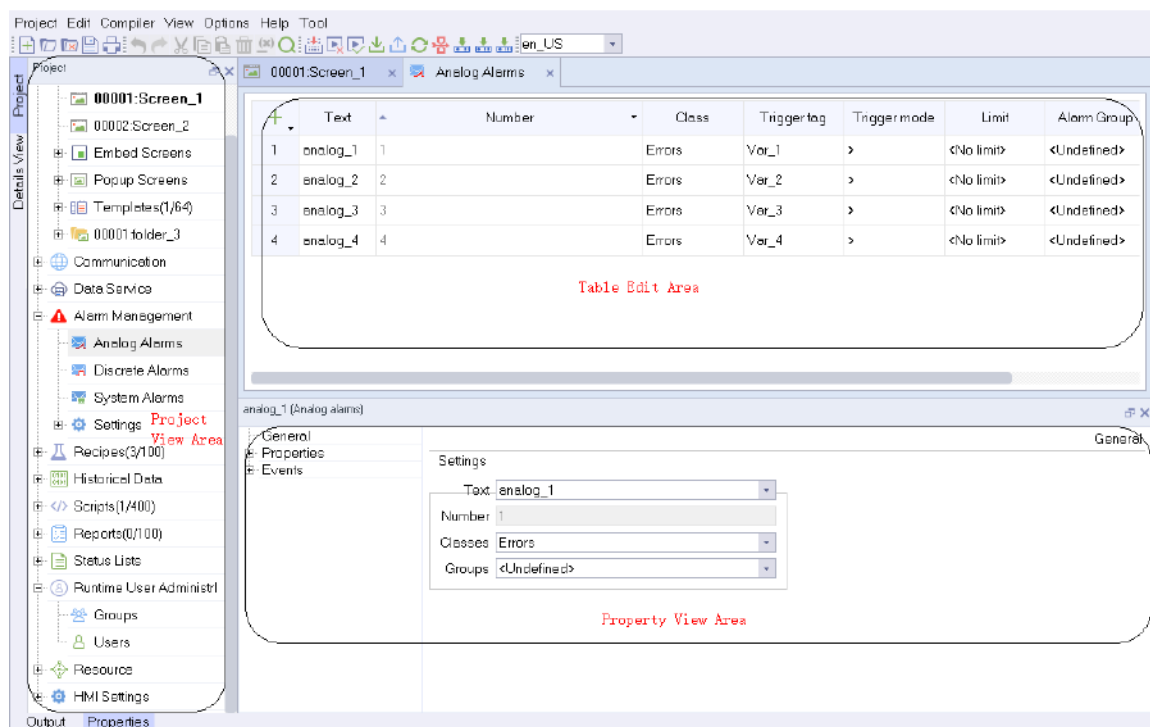 Project Edit Compiler View Options Help Tool
en_US
Project
Details View
Project
00001:Screen_1
00002:Screen_2
Embed Screens
Popup Screens
Templates(1/64)
00001:folder_3
Communication
Data Service
Alarm Management
Analog Alarms
Discrete Alarms
System Alarms
Settings
Project
View Area
Recipes(3/100)
Historical Data
Scripts(1/400)
Reports(0/100)
Status Lists
Runtime User Administri
Groups
Users
Resource
HMI Settings
Output Properties
00001:Screen_1 × Analog Alarms ×
Text Number Class Trigger tag Trigger mode Limit Alarm Group
1 analog_1 1 Errors Var_1 > <No limit> <Undefined>
2 analog_2 2 Errors Var_2 > <No limit> <Undefined>
3 analog_3 3 Errors Var_3 > <No limit> <Undefined>
4 analog_4 4 Errors Var_4 > <No limit> <Undefined>
Table Edit Area
analog_1 (Analog alarms)
General
Properties
Events
General
Settings
Text analog_1
Number 1
Classes Errors
Groups <Undefined>
Property View Area